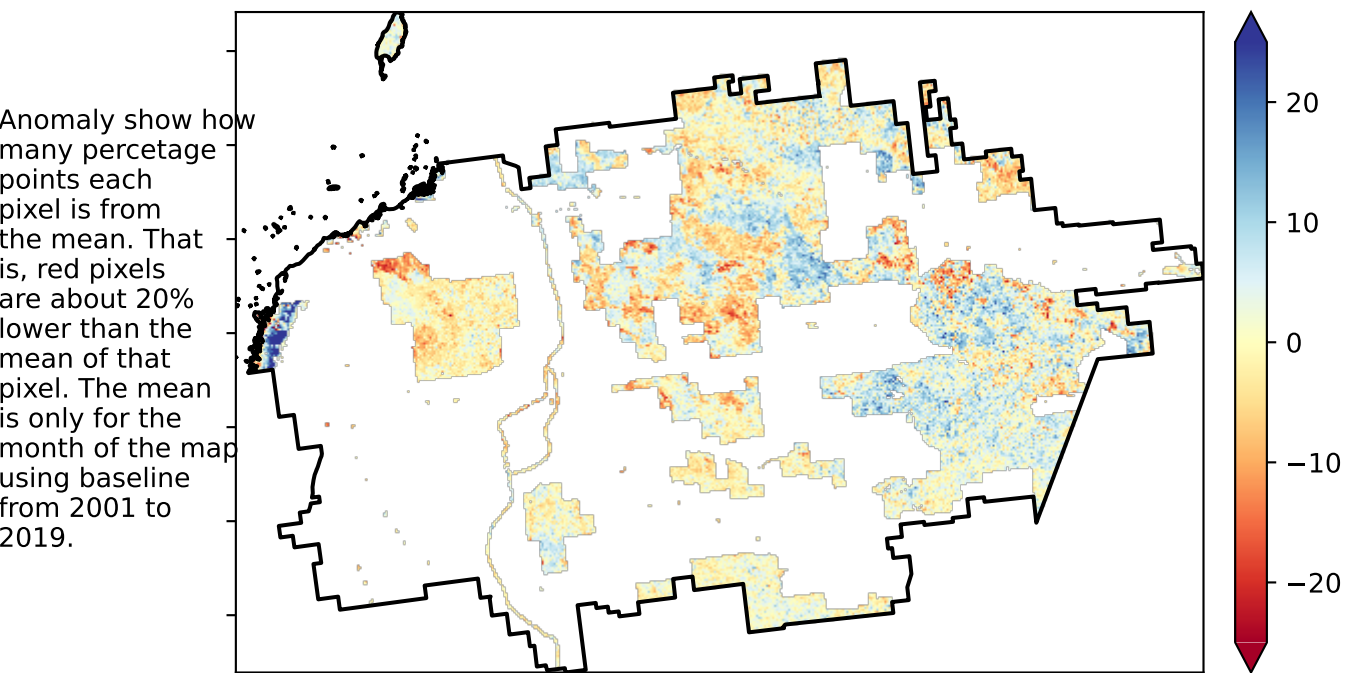 Anomaly show how
many percetage
points each
pixel is from
the mean. That
is, red pixels
are about 20%
lower than the
mean of that
pixel. The mean
is only for the
month of the map
using baseline
from 2001 to
2019.
20
10
0
−10
−20